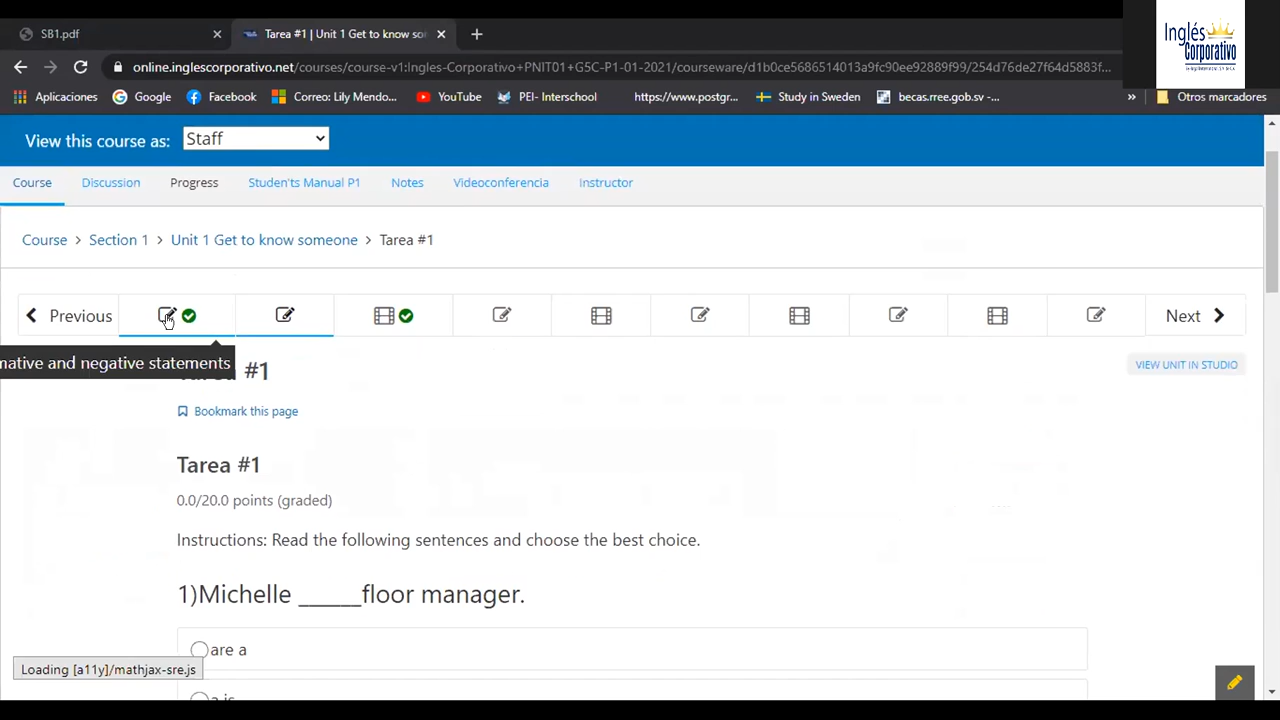 SB1.pdf
Tarea #1 | Unit 1 Get to know so
Inglés
Corporativo
online.inglescorporativo.net/courses/course-v1:Ingles-Corporativo+PNIT01+G5C-P1-01-2021/courseware/d1b0ce5686514013a9fc90ee92889f99/254d76de27f64d5883f...
Aplicaciones Google Facebook Correo: Lily Mendo... YouTube PEI- Interschool https://www.postgr... Study in Sweden becas.rree.gob.sv -... » Otros marcadores
View this course as: Staff
Course Discussion Progress Studen'ts Manual P1 Notes Videoconferencia Instructor
Course > Section 1 > Unit 1 Get to know someone > Tarea #1
Previous Next
mative and negative statements
#1
VIEW UNIT IN STUDIO
Bookmark this page
Tarea #1
0.0/20.0 points (graded)
Instructions: Read the following sentences and choose the best choice.
1)Michelle ______floor manager.
are a
Loading [a11y]/mathjax-sre.js
a is